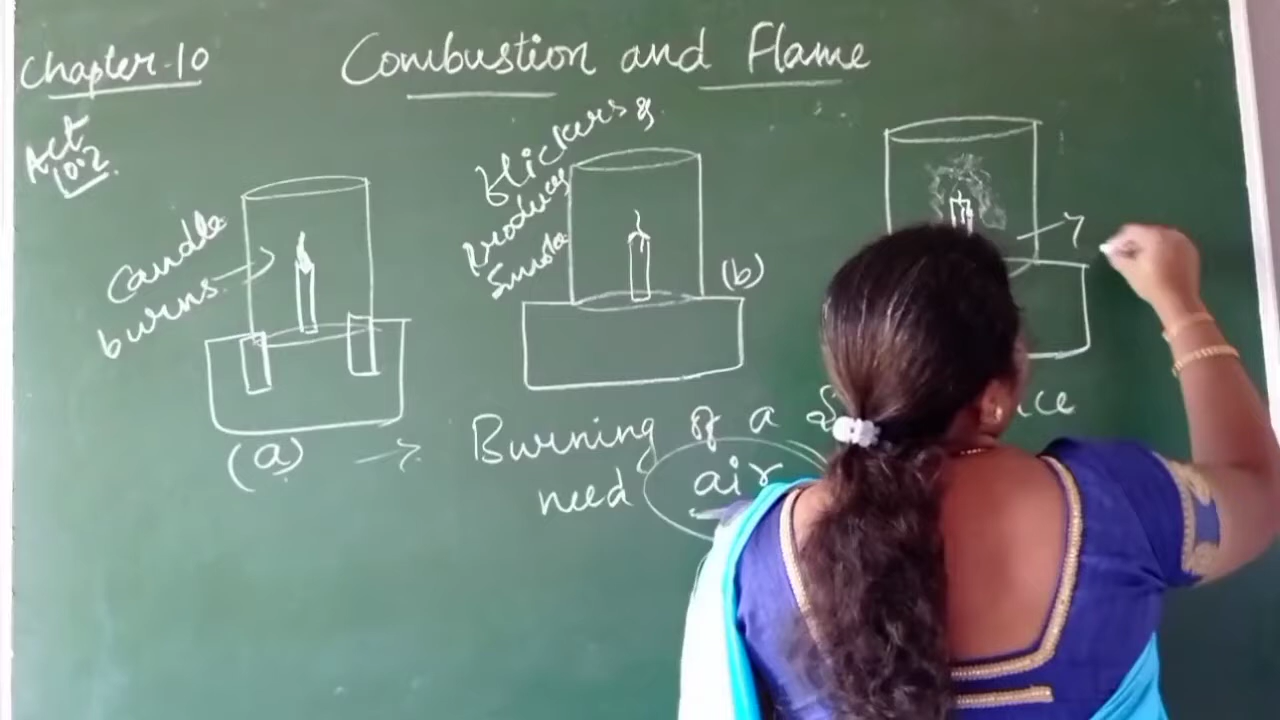 Chapter-10
Combustion and Flame
Act
10.2
Candle
burns
Flickers &
Produces
Smoke
(b)
(a) → Burning of a
need air